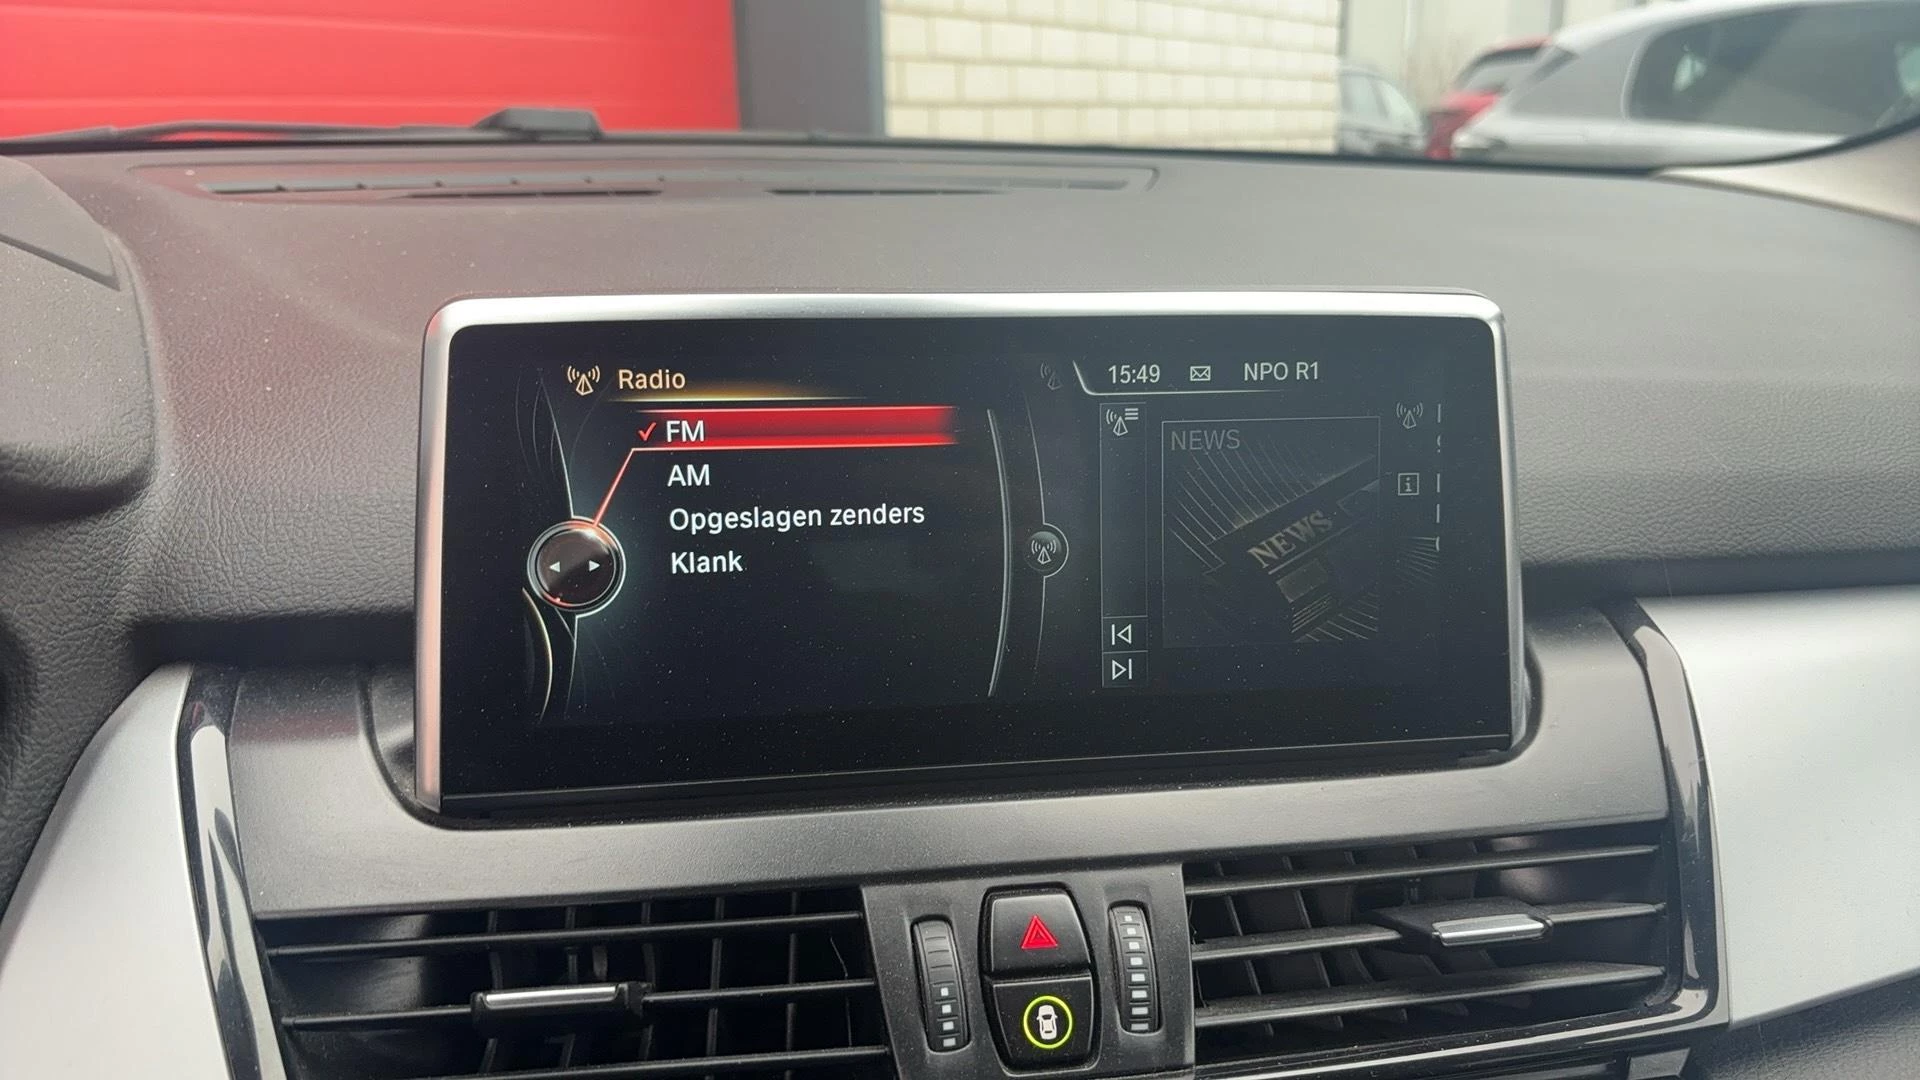 Radio
FM
AM
Opgeslagen zenders
Klank
15:49 NPO R1
NEWS
NEWS